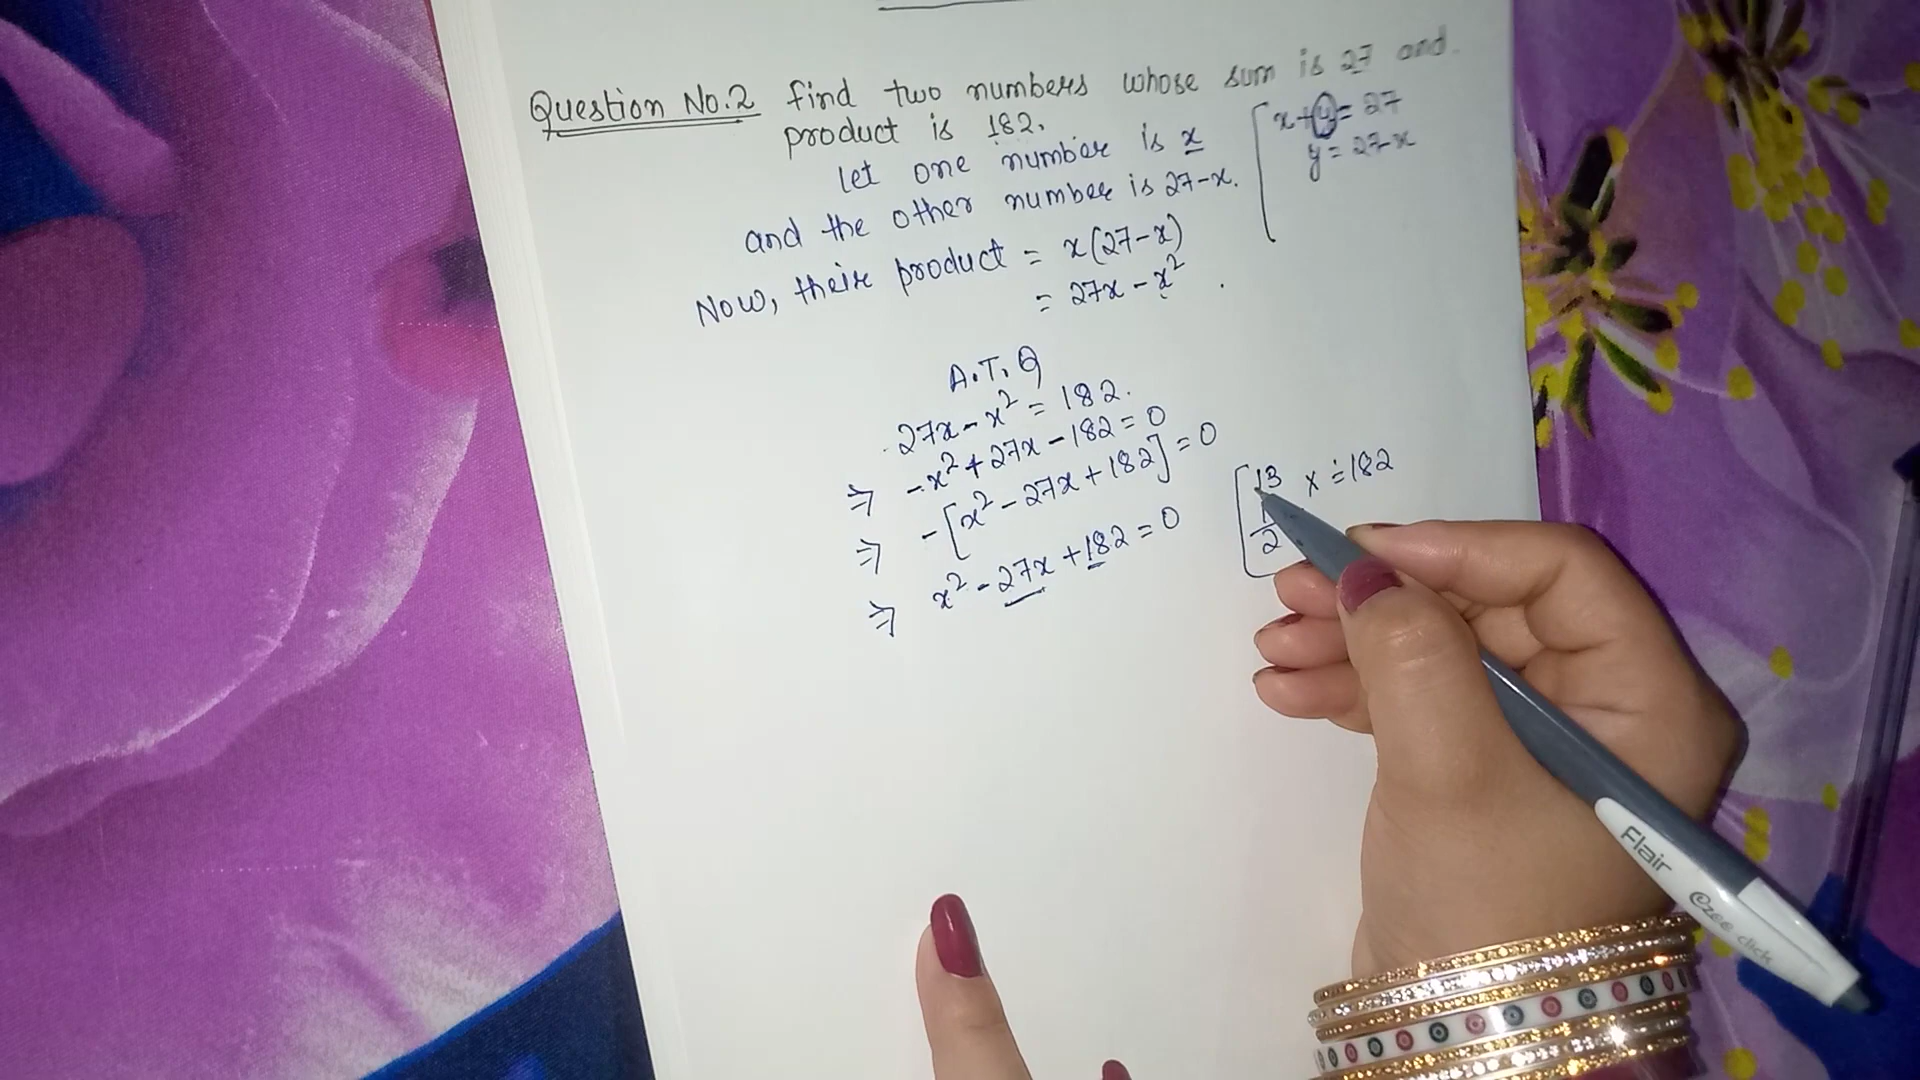 Question No.2 find two numbers whose sum is 27 and
product is 182.
let one number is x
and the other number is 27-x.
x+y = 27
y = 27-x
Now, their product = x(27-x)
= 27x - x²
A.T.Q
27x - x² = 182.
⇒ -x² + 27x - 182 = 0
⇒ -[x² - 27x + 182] = 0
⇒ x² - 27x + 182 = 0
13 x = 182
2
Flair
Ezee click